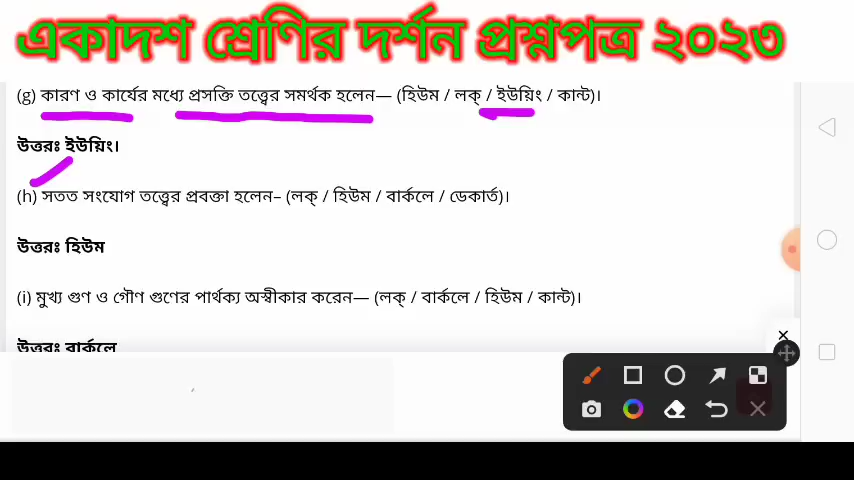 একাদশ শ্রেণির দর্শন প্রশ্নপত্র ২০২৩
(g) কারণ ও কার্যের মধ্যে প্রসক্তি তত্ত্বের সমর্থক হলেন— (হিউম / লক্ / ইউয়িং / কান্ট)।
উত্তরঃ ইউয়িং।
(h) সতত সংযোগ তত্ত্বের প্রবক্তা হলেন– (লক্ / হিউম / বার্কলে / ডেকার্ত)।
উত্তরঃ হিউম
(i) মুখ্য গুণ ও গৌণ গুণের পার্থক্য অস্বীকার করেন— (লক্ / বার্কলে / হিউম / কান্ট)।
উত্তরঃ বার্কলে